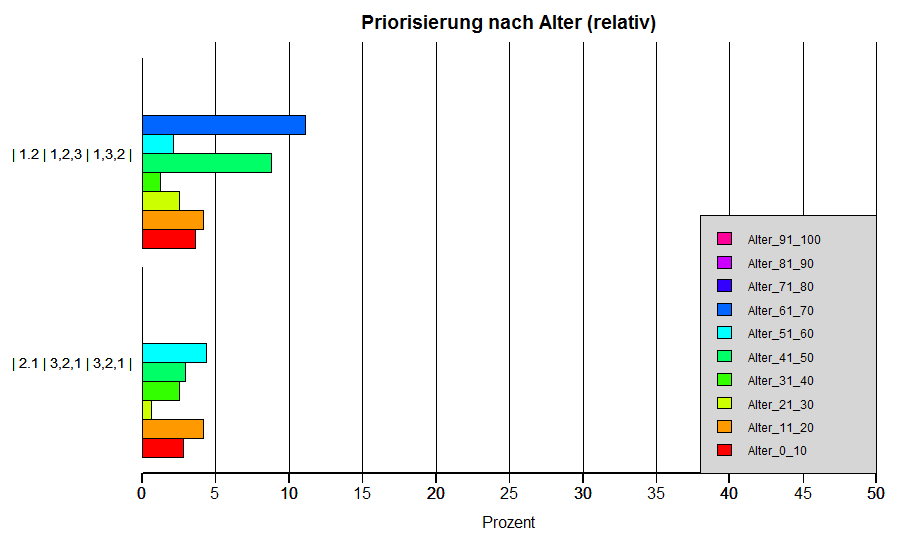 Priorisierung nach Alter (relativ)
| 1.2 | 1,2,3 | 1,3,2 |
| 2.1 | 3,2,1 | 3,2,1 |
Alter_91_100
Alter_81_90
Alter_71_80
Alter_61_70
Alter_51_60
Alter_41_50
Alter_31_40
Alter_21_30
Alter_11_20
Alter_0_10
0 5 10 15 20 25 30 35 40 45 50
Prozent